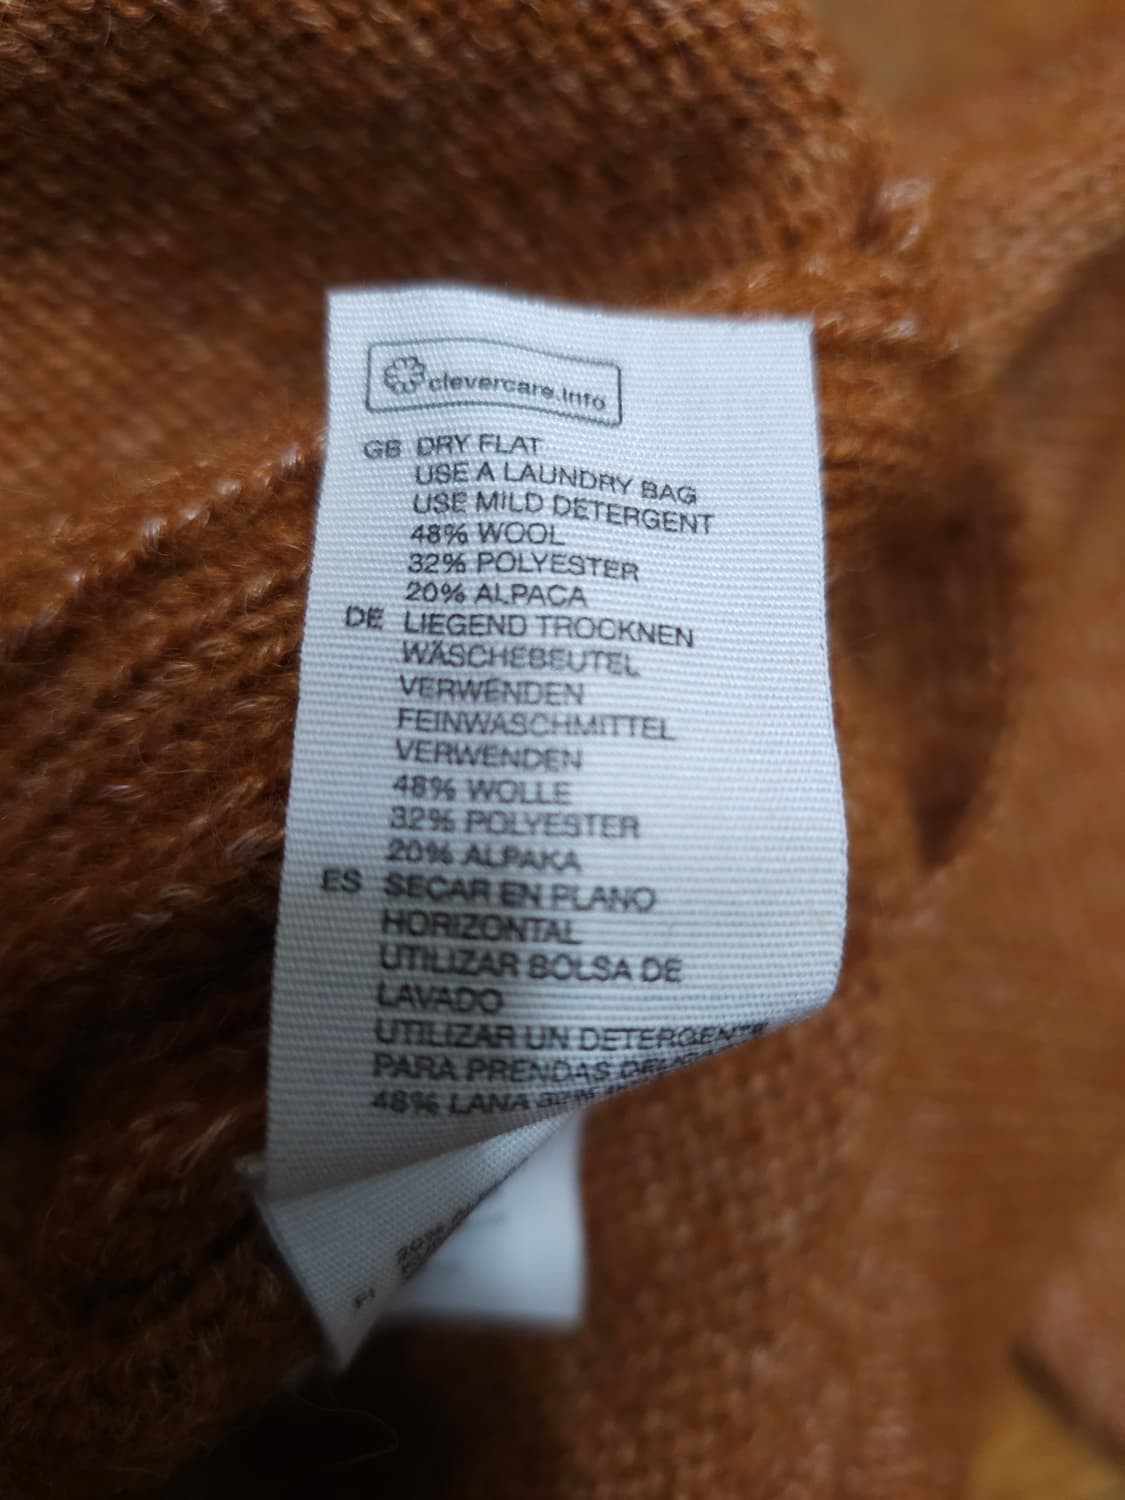 clevercare.info
GB DRY FLAT
USE A LAUNDRY BAG
USE MILD DETERGENT
48% WOOL
32% POLYESTER
20% ALPACA
DE LIEGEND TROCKNEN
WÄSCHEBEUTEL
VERWENDEN
FEINWASCHMITTEL
VERWENDEN
48% WOLLE
32% POLYESTER
20% ALPAKA
ES SECAR EN PLANO
HORIZONTAL
UTILIZAR BOLSA DE
LAVADO
UTILIZAR UN DETERGENTE
PARA PRENDAS
48% LANA